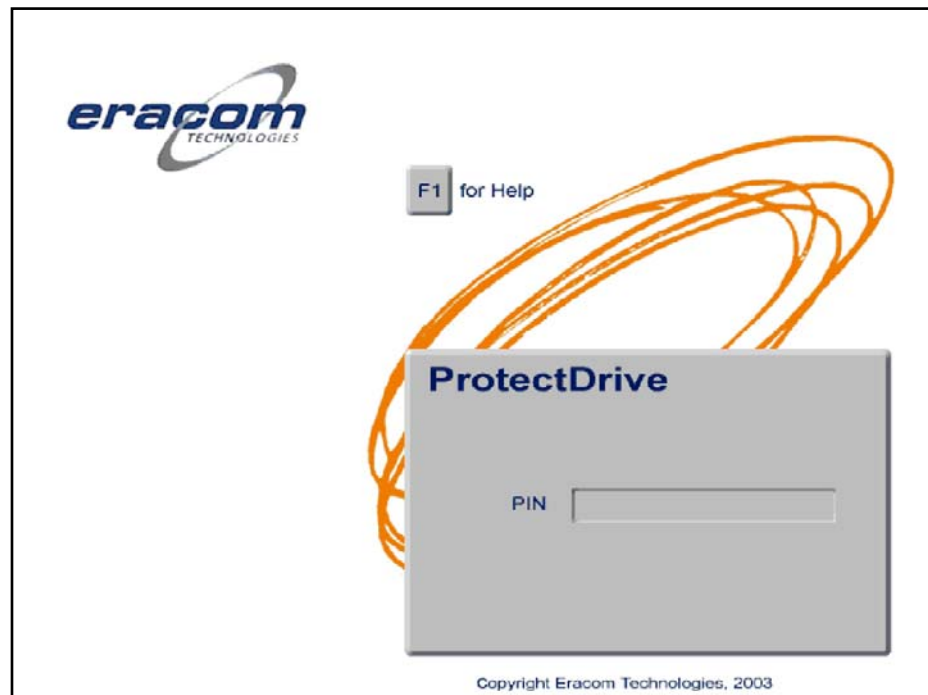 eracom
TECHNOLOGIES
F1 for Help
ProtectDrive
PIN
Copyright Eracom Technologies, 2003